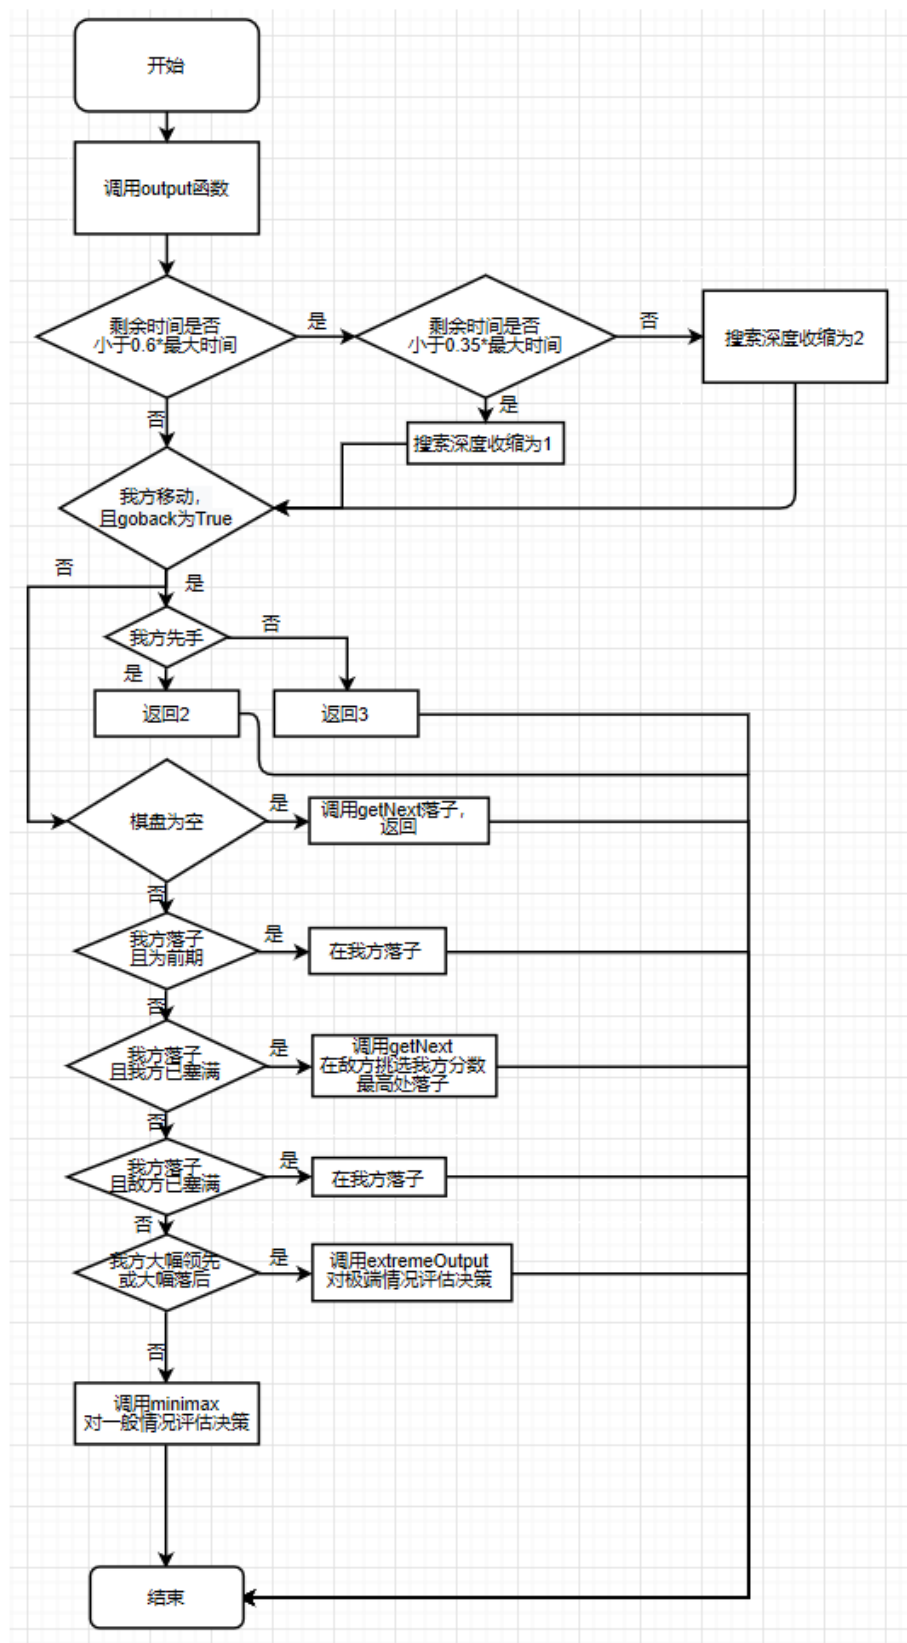 开始
调用output函数
剩余时间是否
小于0.6*最大时间
是
剩余时间是否
小于0.35*最大时间
否
搜索深度收缩为2
否
是
搜索深度收缩为1
我方移动，
且goback为True
否
是
我方先手
否
是
返回2
返回3
棋盘为空
是
调用getNext落子，
返回
否
我方落子
且为前期
是
在我方落子
否
我方落子
且我方已塞满
是
调用getNext
在敌方挑选我方分数
最高处落子
否
我方落子
且敌方已塞满
是
在我方落子
否
我方大幅领先
或大幅落后
是
调用extremeOutput
对极端情况评估决策
否
调用minimax
对一般情况评估决策
结束